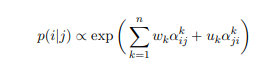 p(i|j) ∝ exp ( ∑_{k=1}^{n} w_k α_{ij}^k + u_k α_{ji}^k )